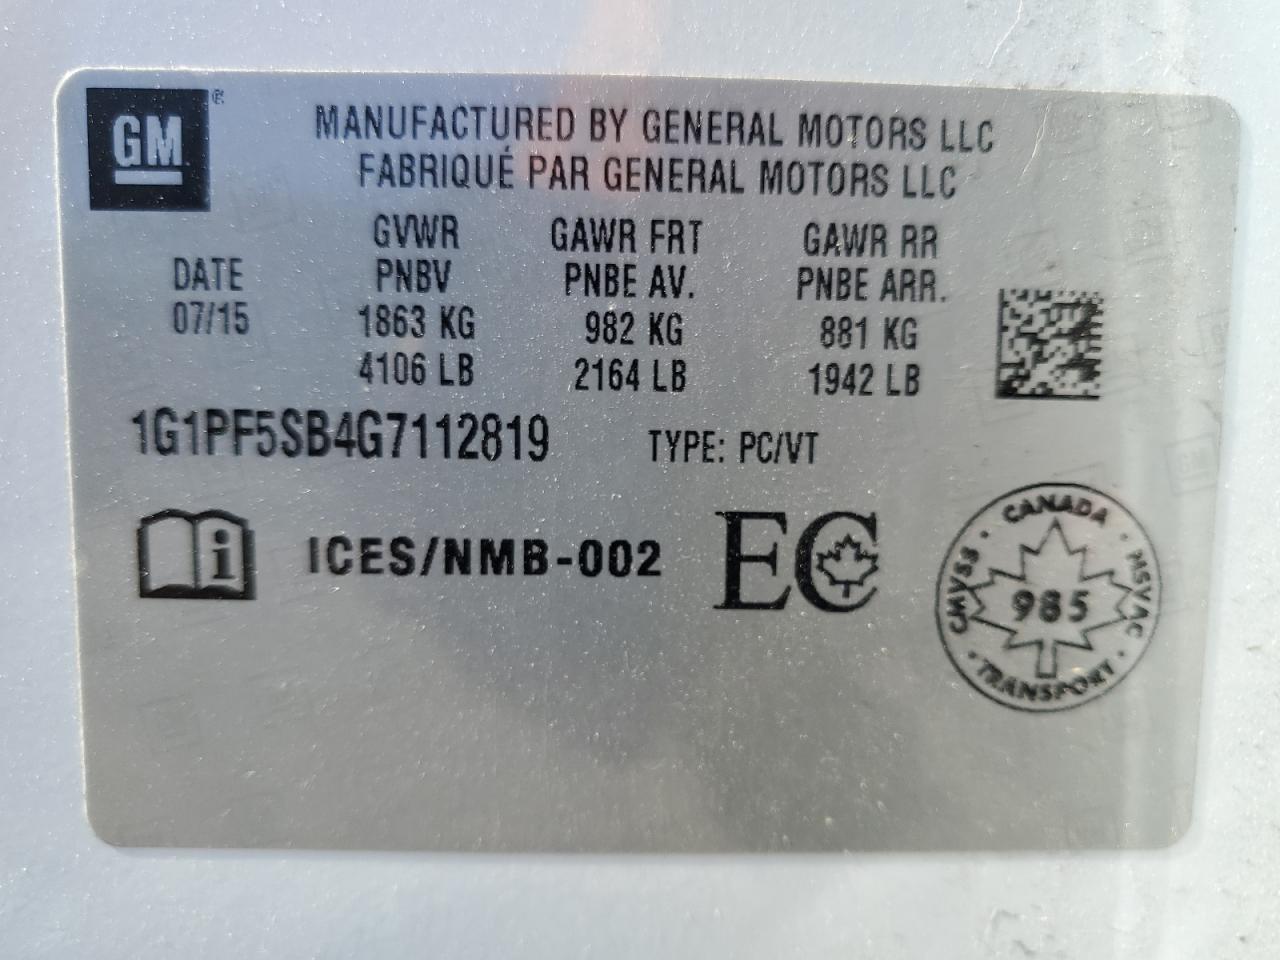 GM ®
MANUFACTURED BY GENERAL MOTORS LLC
FABRIQUÉ PAR GENERAL MOTORS LLC
GVWR GAWR FRT GAWR RR
DATE PNBV PNBE AV. PNBE ARR.
07/15 1863 KG 982 KG 881 KG
4106 LB 2164 LB 1942 LB
1G1PF5SB4G7112819 TYPE: PC/VT
i ICES/NMB-002 EC
CANADA
CMVSS · 985 · NSVAC
TRANSPORT